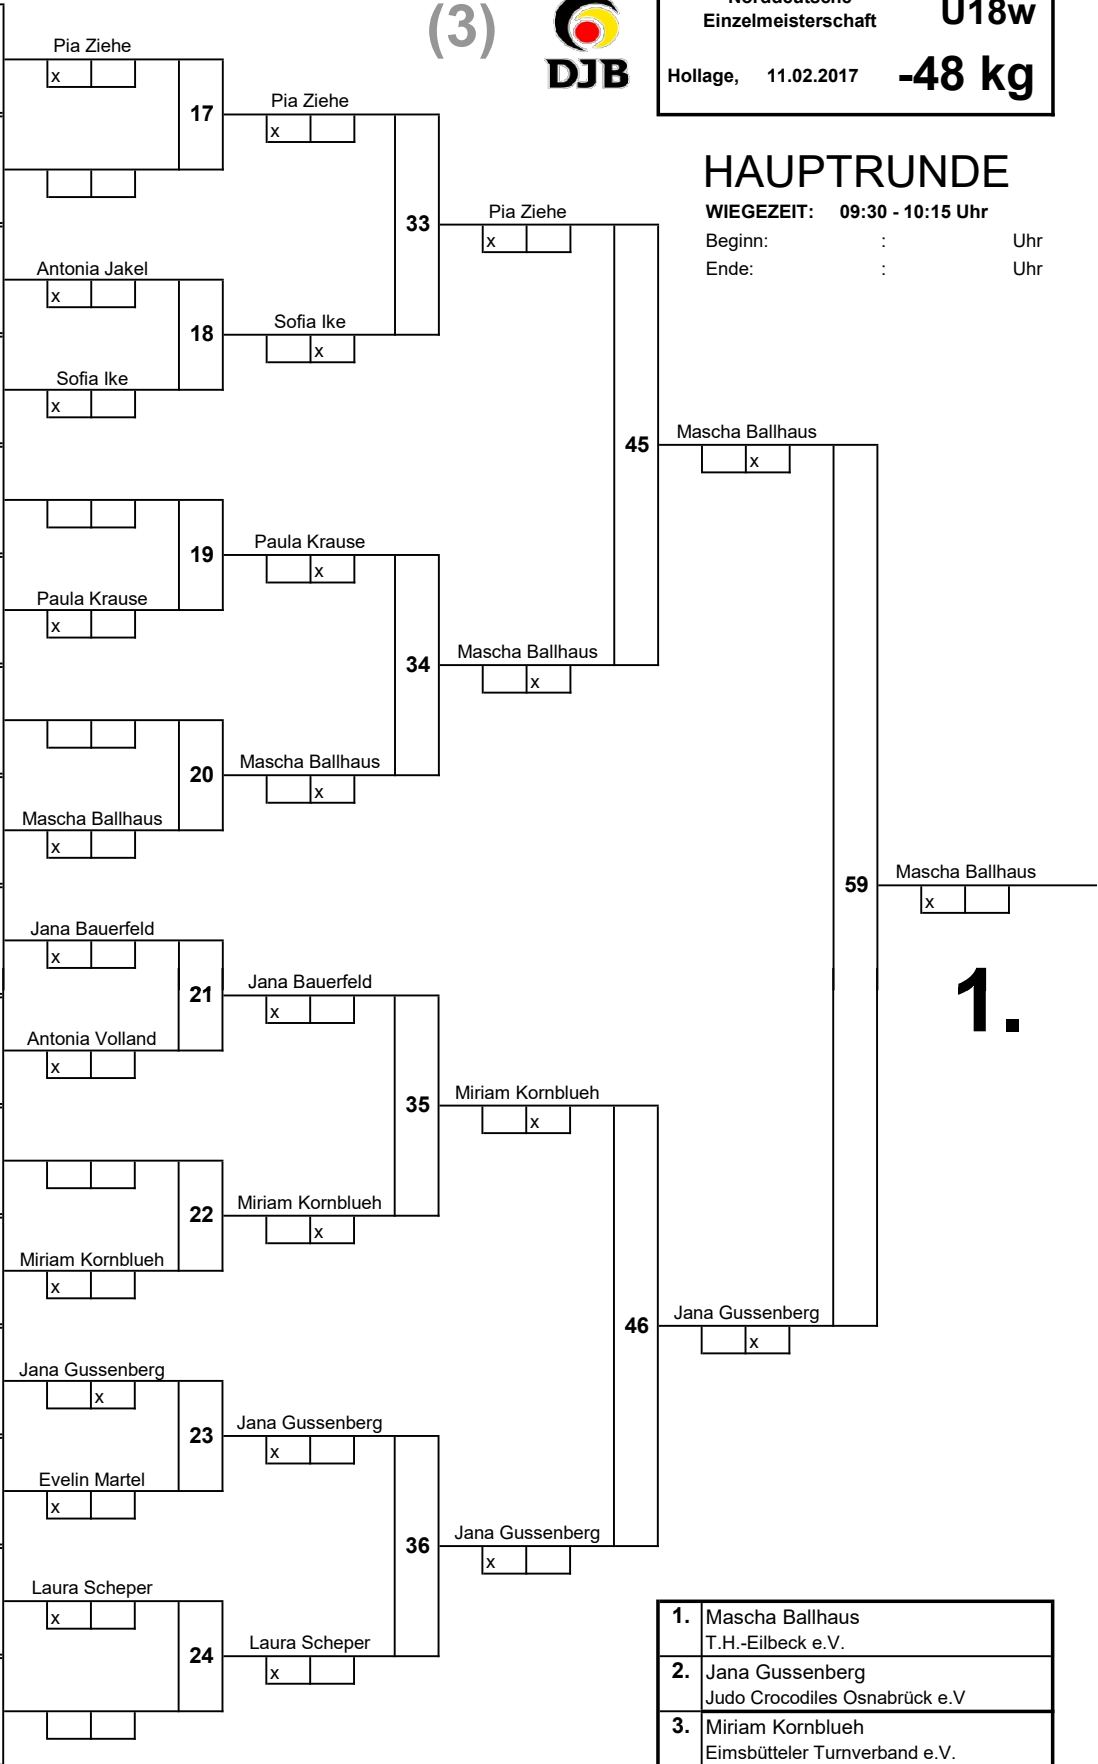 (3)
DJB
Norddeutsche
Einzelmeisterschaft
U18w
Hollage, 11.02.2017
-48 kg
HAUPTRUNDE
WIEGEZEIT: 09:30 - 10:15 Uhr
Beginn: : Uhr
Ende: : Uhr
Pia Ziehe
x
17
Pia Ziehe
x
33
Pia Ziehe
x
Antonia Jakel
x
18
Sofia Ike
x
Sofia Ike
x
45
Mascha Ballhaus
x
19
Paula Krause
x
Paula Krause
x
34
Mascha Ballhaus
x
20
Mascha Ballhaus
x
Mascha Ballhaus
x
59
Mascha Ballhaus
x
1.
Jana Bauerfeld
x
21
Jana Bauerfeld
x
Antonia Volland
x
35
Miriam Kornblueh
x
22
Miriam Kornblueh
x
Miriam Kornblueh
x
46
Jana Gussenberg
x
Jana Gussenberg
x
23
Jana Gussenberg
x
Evelin Martel
x
36
Jana Gussenberg
x
Laura Scheper
x
24
Laura Scheper
x
1. Mascha Ballhaus
T.H.-Eilbeck e.V.
2. Jana Gussenberg
Judo Crocodiles Osnabrück e.V
3. Miriam Kornblueh
Eimsbütteler Turnverband e.V.